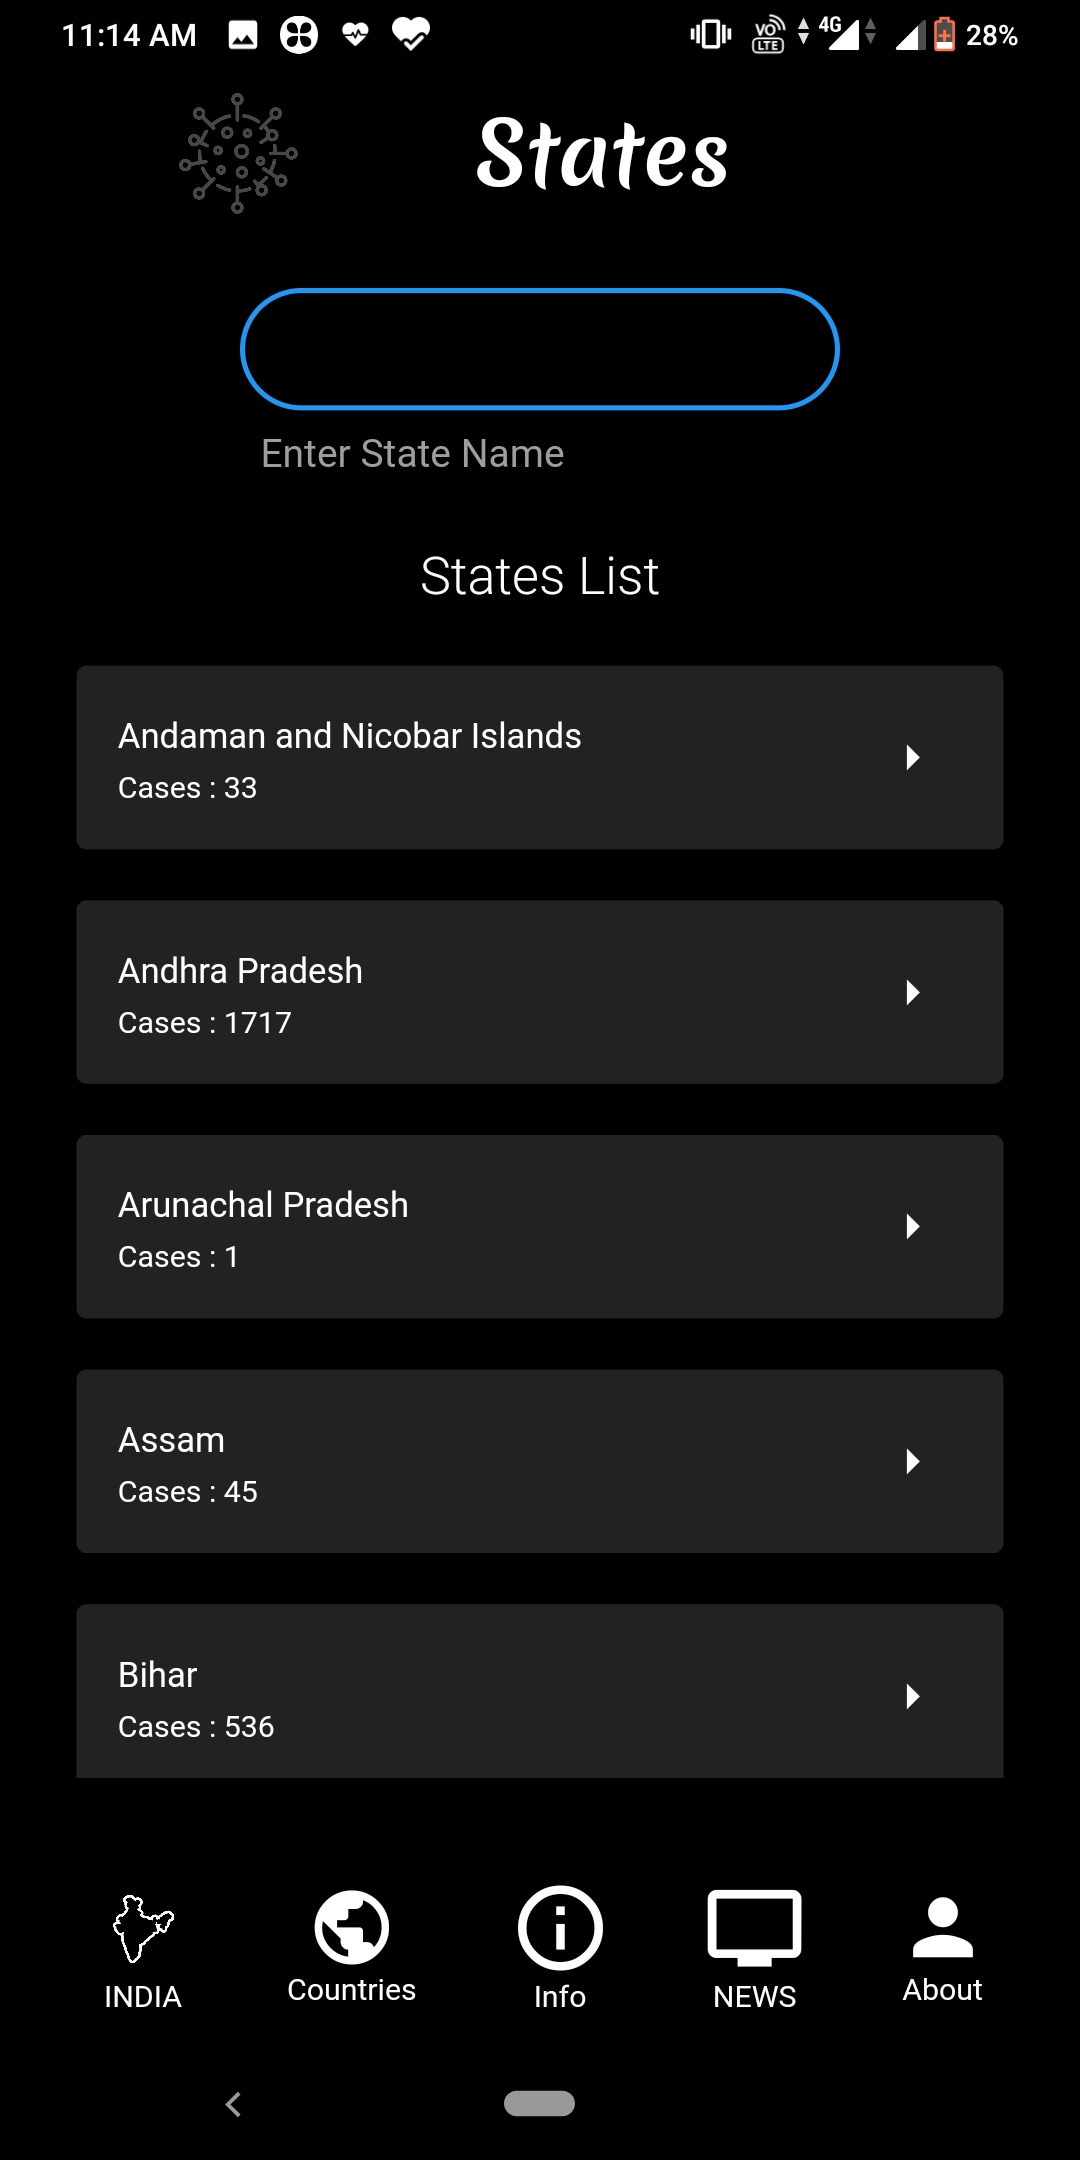 11:14 AM VO LTE 4G 28%
States
Enter State Name
States List
Andaman and Nicobar Islands
Cases : 33
Andhra Pradesh
Cases : 1717
Arunachal Pradesh
Cases : 1
Assam
Cases : 45
Bihar
Cases : 536
INDIA Countries Info NEWS About